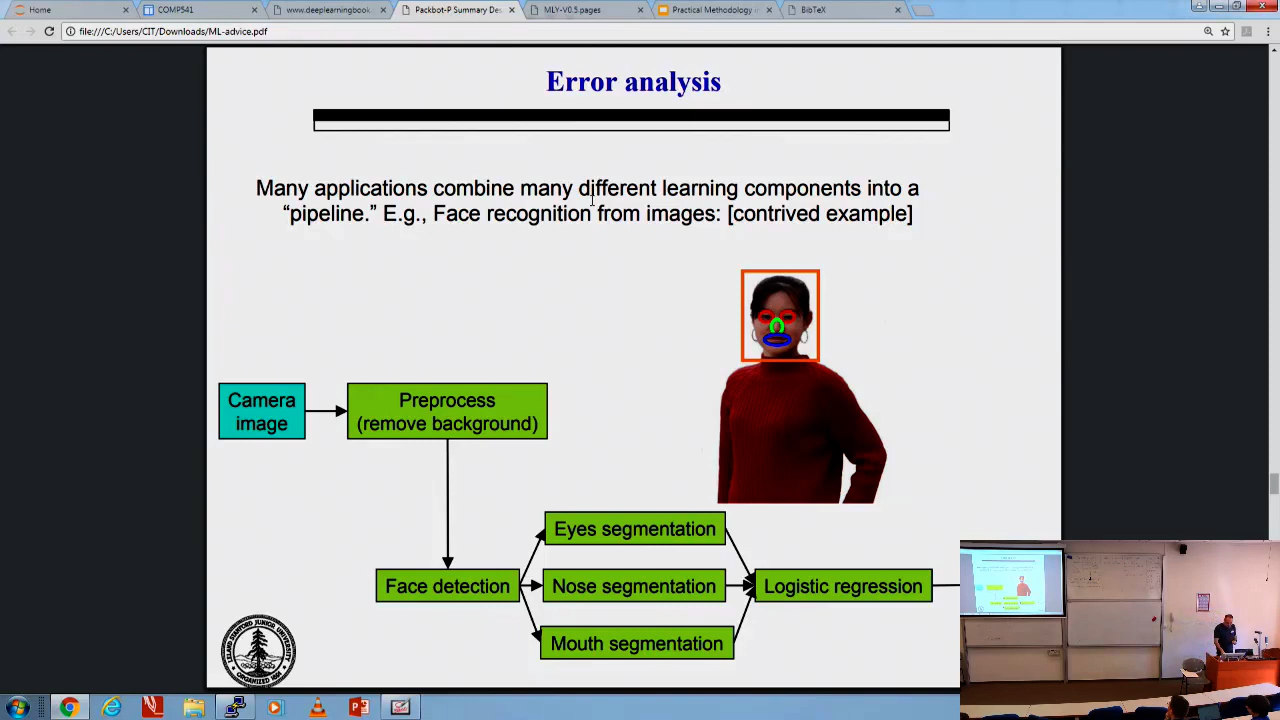 Home
COMP541
www.deeplearningbook
Packbot-P Summary Des
MLY-V0.5.pages
Practical Methodology i
BibTeX
file:///C:/Users/CIT/Downloads/ML-advice.pdf
Error analysis
Many applications combine many different learning components into a
“pipeline.” E.g., Face recognition from images: [contrived example]
Camera
image
Preprocess
(remove background)
Eyes segmentation
Face detection
Nose segmentation
Logistic regression
Mouth segmentation